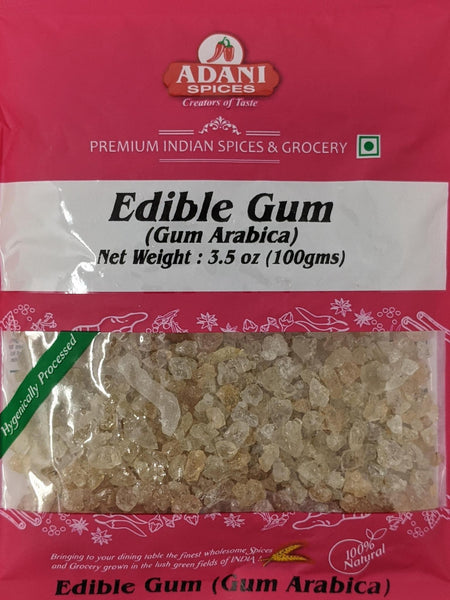 ADANI
SPICES
Creators of Taste
PREMIUM INDIAN SPICES & GROCERY
Edible Gum
(Gum Arabica)
Net Weight : 3.5 oz (100gms)
Hygenically Processed
Bringing to your dining table the finest wholesome Spices
and Grocery grown in the lush green fields of INDIA !
100%
Natural
Edible Gum (Gum Arabica)